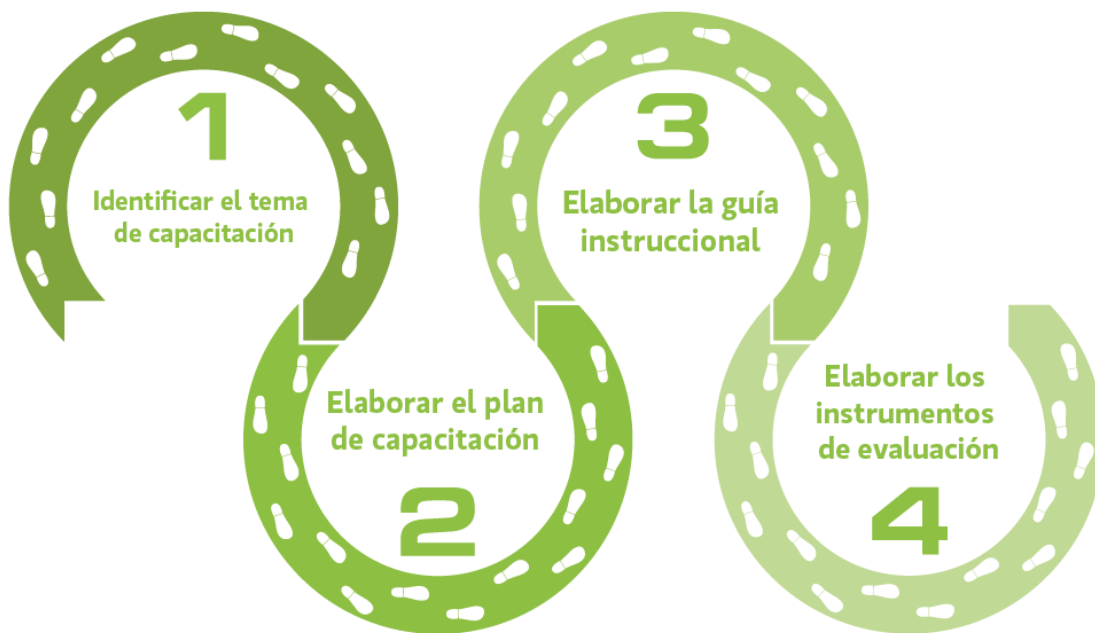 1
Identificar el tema
de capacitación
Elaborar el plan
de capacitación
2
3
Elaborar la guía
instruccional
Elaborar los
instrumentos
de evaluación
4